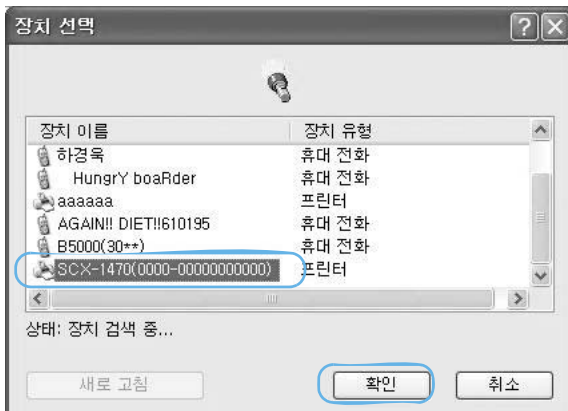 장치 선택
장치 이름 장치 유형
하경욱 휴대 전화
HungrY boaRder 휴대 전화
aaaaaa 프린터
AGAIN!! DIET!!610195 휴대 전화
B5000(30**) 휴대 전화
SCX-1470(0000-00000000000) 프린터
상태: 장치 검색 중...
새로 고침 확인 취소